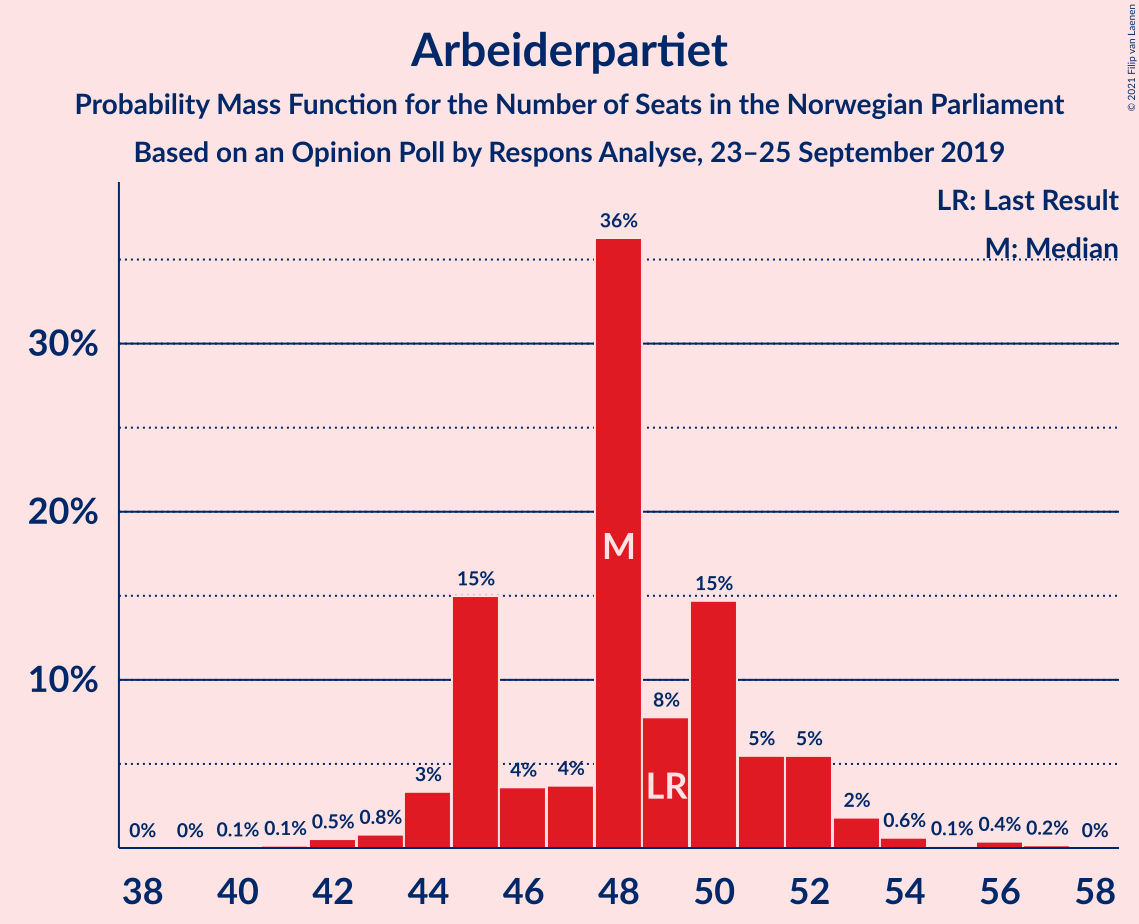 Arbeiderpartiet
Probability Mass Function for the Number of Seats in the Norwegian Parliament
Based on an Opinion Poll by Respons Analyse, 23–25 September 2019
© 2021 Filip van Laenen
LR: Last Result
M: Median
30%
20%
10%
0% 0% 0.1% 0.1% 0.5% 0.8% 3% 15% 4% 4% 36% 8% 15% 5% 5% 2% 0.6% 0.1% 0.4% 0.2% 0%
M
LR
38 40 42 44 46 48 50 52 54 56 58